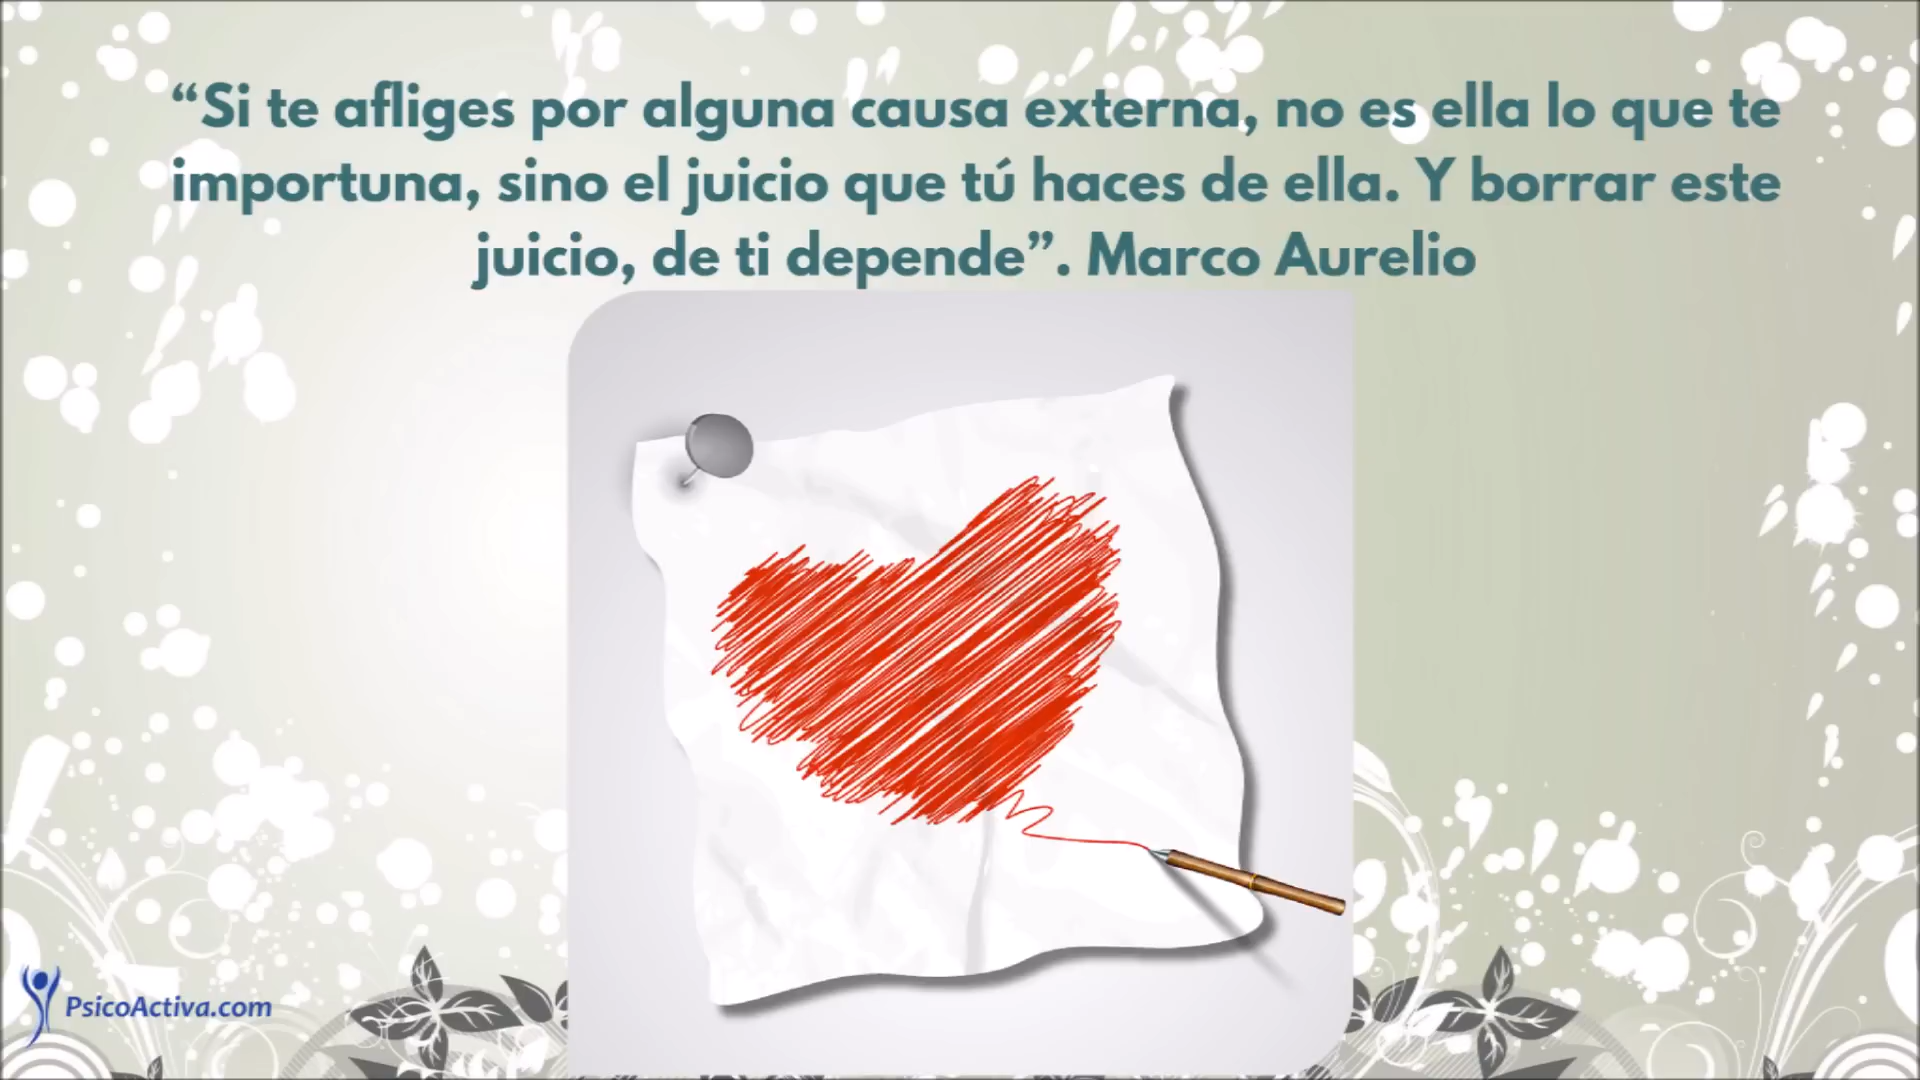 “Si te afliges por alguna causa externa, no es ella lo que te
importuna, sino el juicio que tú haces de ella. Y borrar este
juicio, de ti depende”. Marco Aurelio
PsicoActiva.com